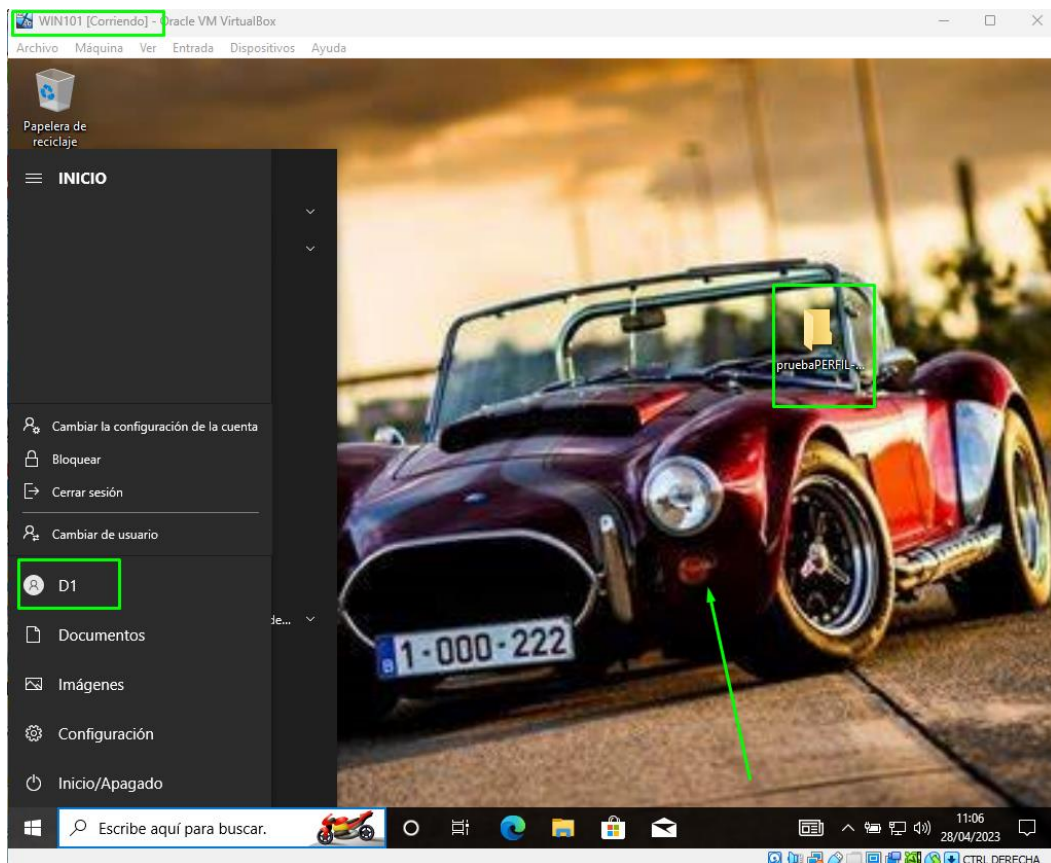 WIN101 [Corriendo] - Oracle VM VirtualBox
Archivo Máquina Ver Entrada Dispositivos Ayuda
Papelera de
reciclaje
INICIO
pruebaPERFIL-...
Cambiar la configuración de la cuenta
Bloquear
Cerrar sesión
Cambiar de usuario
D1
de...
Documentos
1-000-222
B
Imágenes
Configuración
Inicio/Apagado
Escribe aquí para buscar.
11:06
28/04/2023
CTRL DERECHA